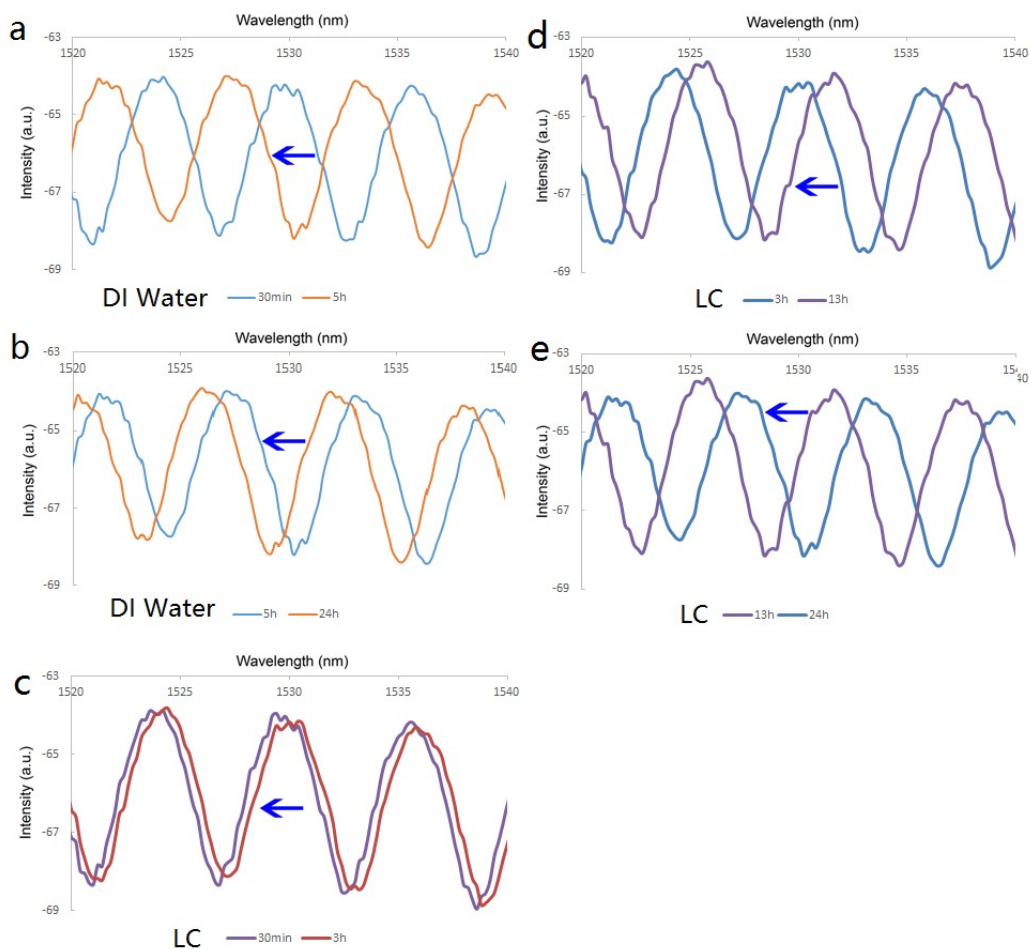 a
Wavelength (nm)
-63
1520
1525
1530
1535
1540
-65
-67
-69
Intensity (a.u.)
DI Water
30min
5h
b
Wavelength (nm)
-63
1520
1525
1530
1535
1540
-65
-67
-69
Intensity (a.u.)
DI Water
5h
24h
c
Wavelength (nm)
-63
1520
1525
1530
1535
1540
-65
-67
-69
Intensity (a.u.)
LC
30min
3h
d
Wavelength (nm)
-63
1520
1525
1530
1535
1540
-65
-67
-69
Intensity (a.u.)
LC
3h
13h
e
Wavelength (nm)
-63
1520
1525
1530
1535
40
-65
-67
-69
Intensity (a.u.)
LC
13h
24h